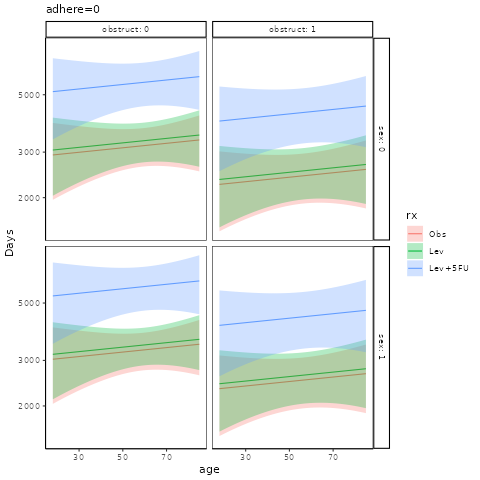 adhere=0
obstruct: 0
obstruct: 1
5000
3000
2000
sex: 0
5000
3000
2000
sex: 1
30 50 70
30 50 70
Days
age
rx
Obs
Lev
Lev+5FU